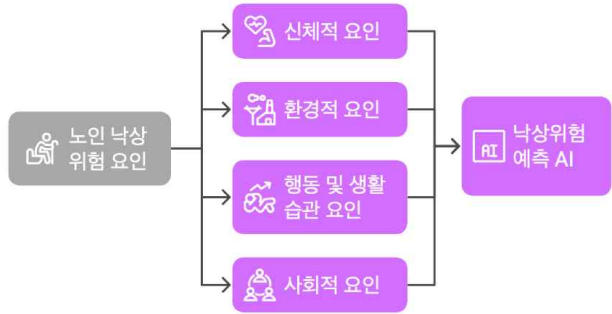 노인 낙상
위험 요인
신체적 요인
환경적 요인
행동 및 생활
습관 요인
사회적 요인
AI
낙상위험
예측 AI